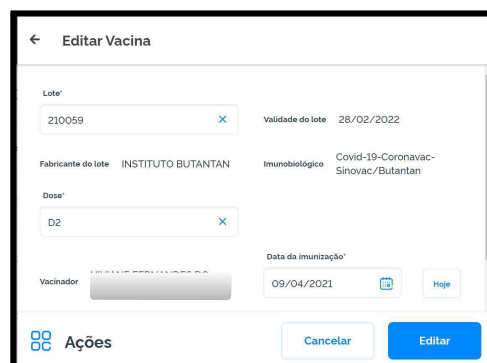 Editar Vacina
Lote*
210059
Validade do lote 28/02/2022
Fabricante do lote INSTITUTO BUTANTAN
Imunobiológico Covid-19-Coronavac-
Sinovac/Butantan
Dose*
D2
Data da imunização*
Vacinador
09/04/2021
Hoje
Ações
Cancelar
Editar